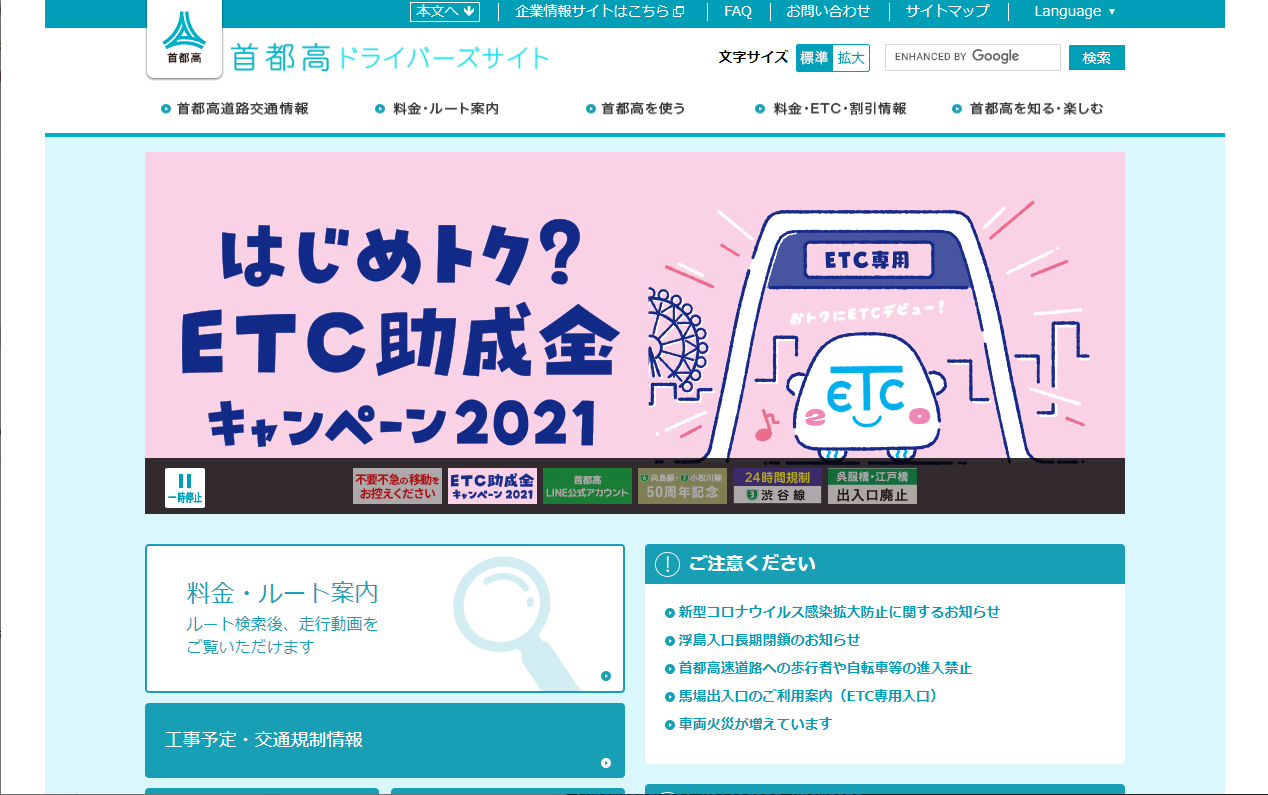 本文へ
企業情報サイトはこちら
FAQ
お問い合わせ
サイトマップ
Language
首都高
首都高ドライバーズサイト
文字サイズ
標準
拡大
ENHANCED BY Google
検索
首都高道路交通情報
料金・ルート案内
首都高を使う
料金・ETC・割引情報
首都高を知る・楽しむ
はじめトク?
ETC助成金
キャンペーン2021
ETC専用
おトクにETCデビュー!
ETC
一時停止
不要不急の移動を
お控えください
ETC助成金
キャンペーン 2021
首都高
LINE公式アカウント
6 向島線・7 小松川線
50周年記念
24時間規制
3 渋谷線
呉服橋・江戸橋
出入口廃止
料金・ルート案内
ルート検索後、走行動画を
ご覧いただけます
工事予定・交通規制情報
ご注意ください
新型コロナウイルス感染拡大防止に関するお知らせ
浮島入口長期閉鎖のお知らせ
首都高速道路への歩行者や自転車等の進入禁止
馬場出入口のご利用案内（ETC専用入口）
車両火災が増えています